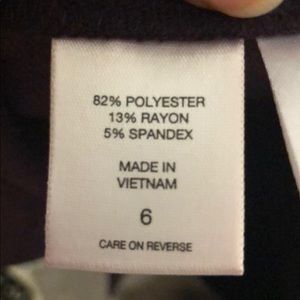 82% POLYESTER
13% RAYON
5% SPANDEX
MADE IN
VIETNAM
6
CARE ON REVERSE